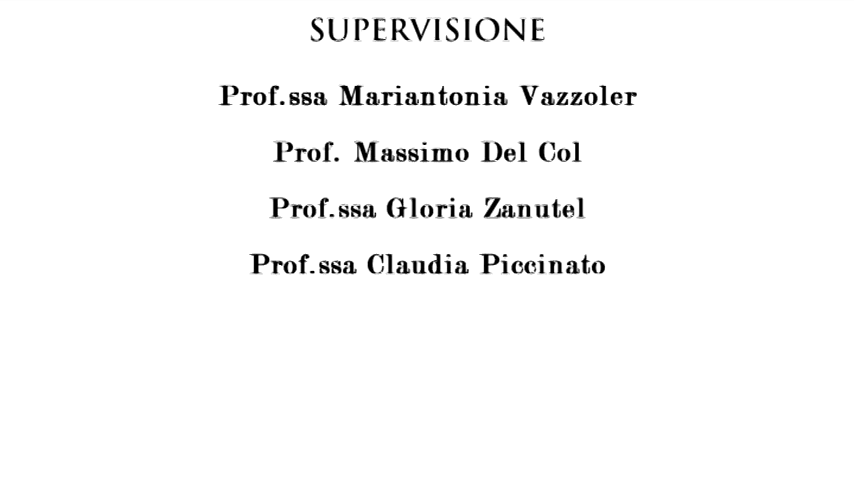 SUPERVISIONE
Prof.ssa Mariantonia Vazzoler
Prof. Massimo Del Col
Prof.ssa Gloria Zanutel
Prof.ssa Claudia Piccinato